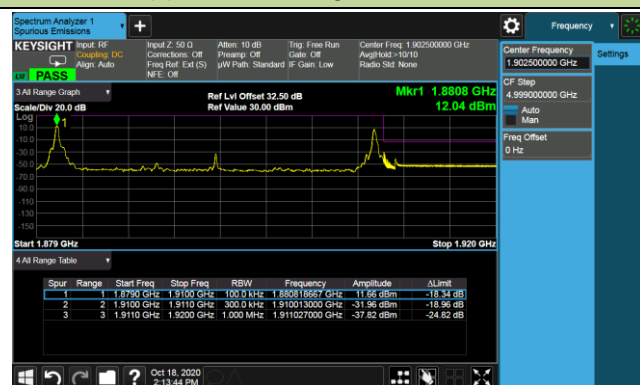 Spectrum Analyzer 1
Spurious Emissions
Frequency
KEYSIGHT
Input: RF
Coupling: DC
Align: Auto
Input Z: 50 Ω
Corrections: Off
Freq Ref: Ext (S)
NFE: Off
Atten: 10 dB
Preamp: Off
µW Path: Standard
Trig: Free Run
Gate: Off
IF Gain: Low
Center Freq: 1.902500000 GHz
Avg|Hold:>10/10
Radio Std: None
PASS
Center Frequency
1.902500000 GHz
Settings
CF Step
4.999000000 GHz
Auto
Man
Freq Offset
0 Hz
3 All Range Graph
Scale/Div 20.0 dB
Ref Lvl Offset 32.50 dB
Ref Value 30.00 dBm
Mkr1 1.8808 GHz
12.04 dBm
Log
10.0
-10.0
-30.0
-50.0
-70.0
-90.0
-110
-130
-150
1
Start 1.879 GHz
Stop 1.920 GHz
4 All Range Table
Spur Range Start Freq Stop Freq RBW Frequency Amplitude ΔLimit
1 1 1.8790 GHz 1.9100 GHz 100.0 kHz 1.880818667 GHz 11.66 dBm -18.34 dB
2 2 1.9100 GHz 1.9110 GHz 300.0 kHz 1.910013000 GHz -31.96 dBm -18.96 dB
3 3 1.9110 GHz 1.9200 GHz 1.000 MHz 1.911027000 GHz -37.82 dBm -24.82 dB
Oct 18, 2020
2:13:44 PM